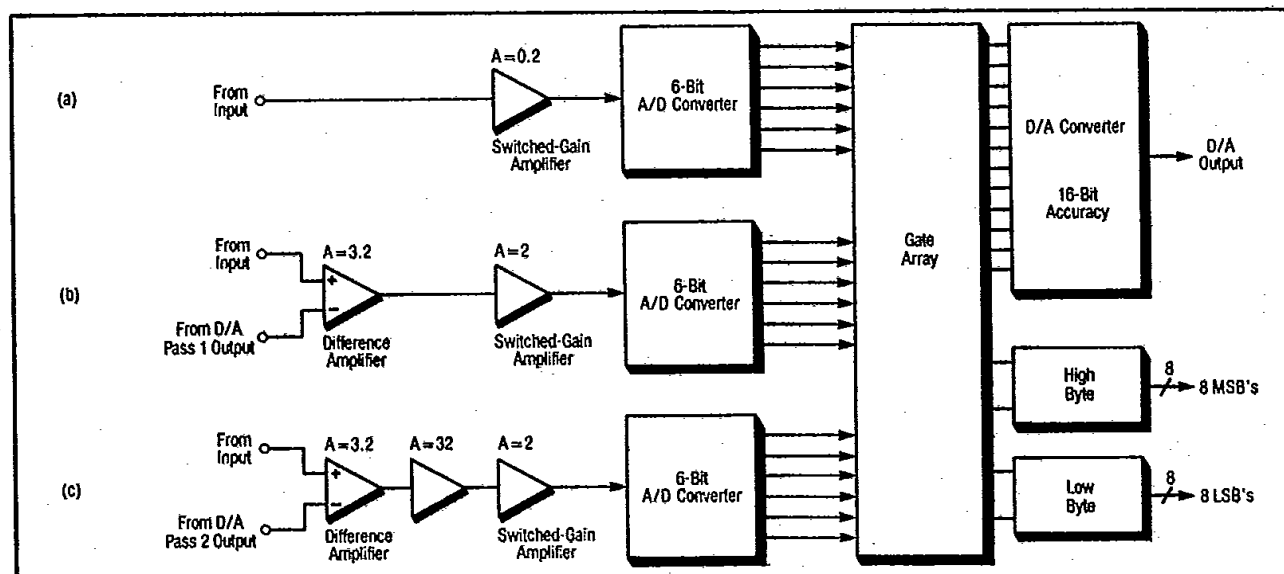 (a)
From
Input
A=0.2
Switched-Gain
Amplifier
6-Bit
A/D Converter
(b)
From
Input
From D/A
Pass 1 Output
A=3.2
Difference
Amplifier
A=2
Switched-Gain
Amplifier
6-Bit
A/D Converter
(c)
From
Input
From D/A
Pass 2 Output
A=3.2
Difference
Amplifier
A=32
A=2
Switched-Gain
Amplifier
6-Bit
A/D Converter
Gate
Array
D/A Converter
16-Bit
Accuracy
D/A
Output
High
Byte
8
8 MSB's
Low
Byte
8
8 LSB's